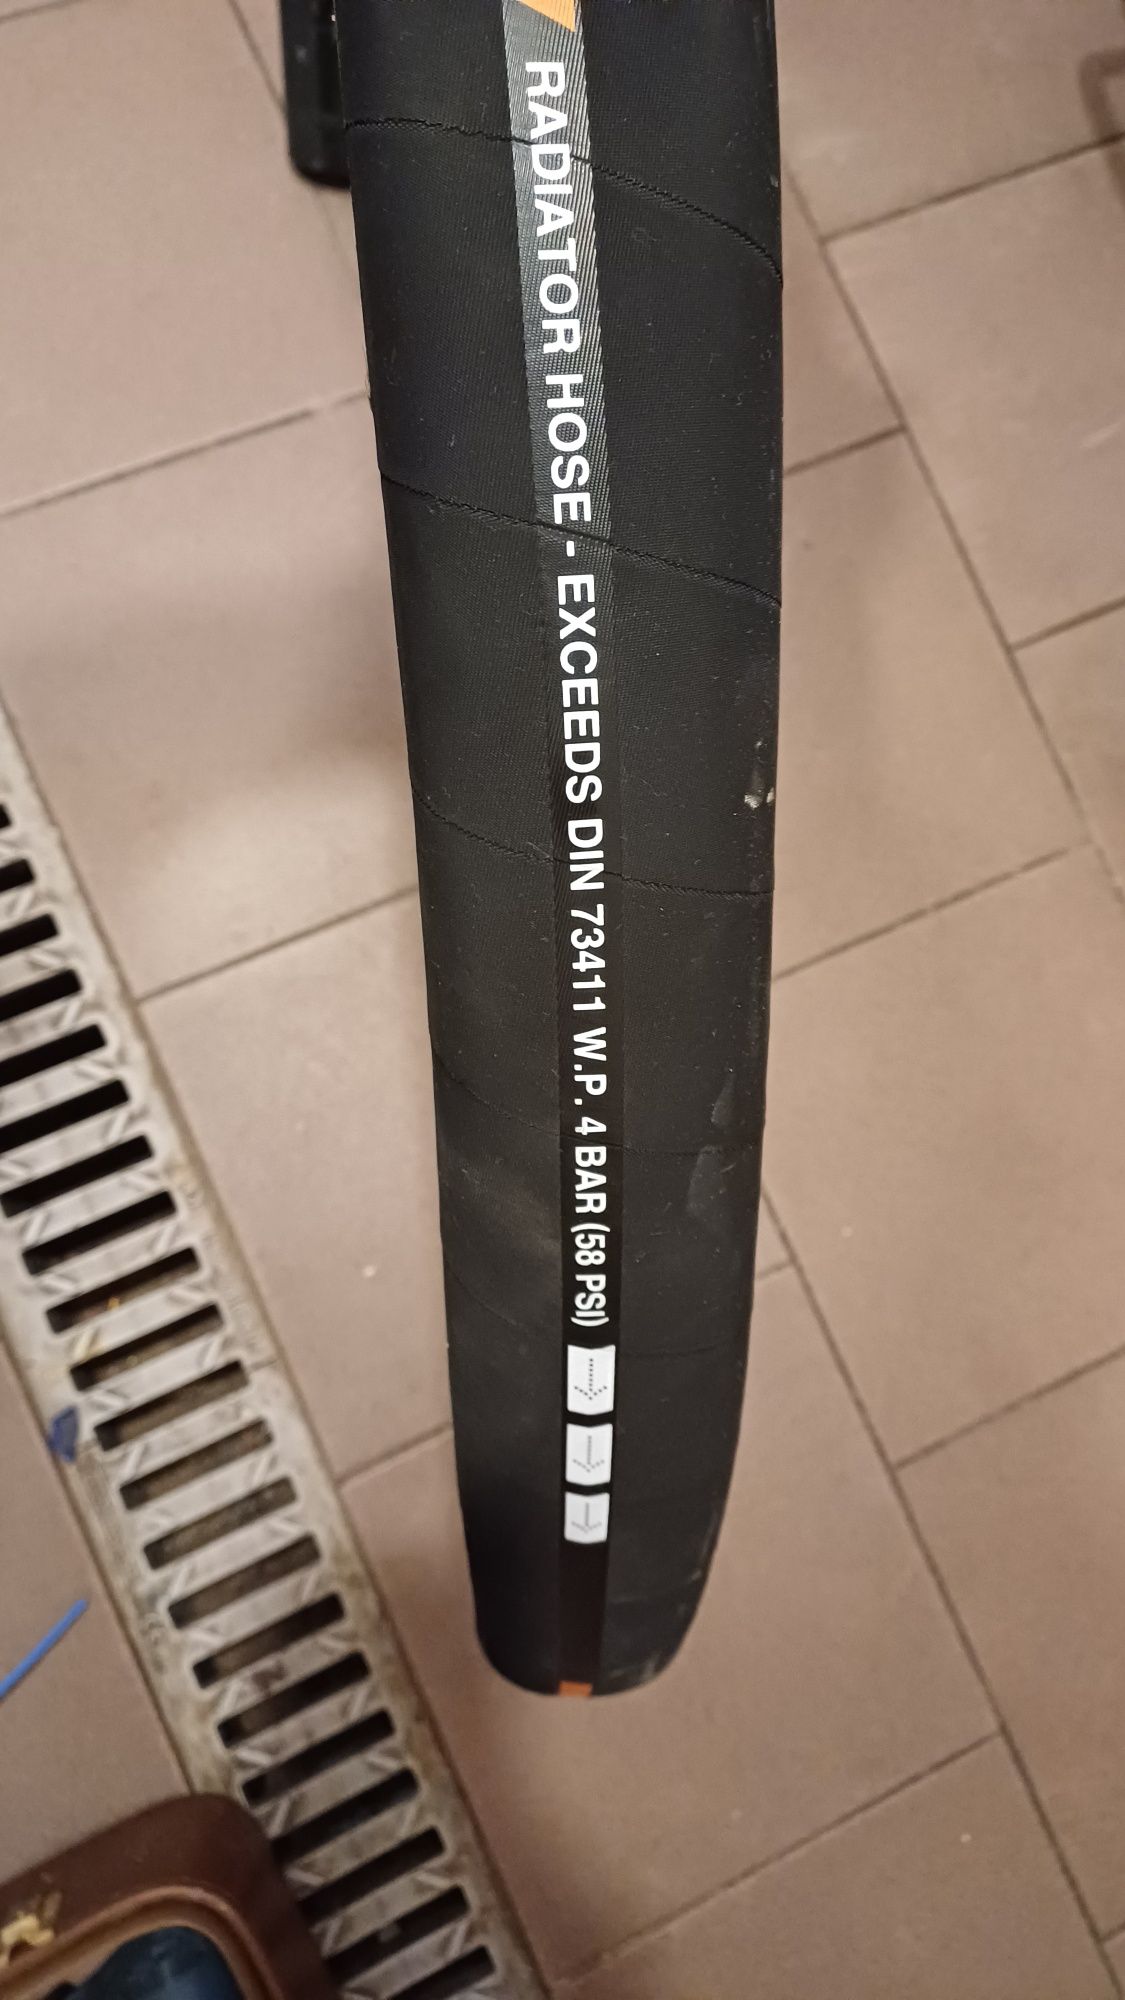 RADIATOR HOSE - EXCEEDS DIN 73411 W.P. 4 BAR (58 PSI)